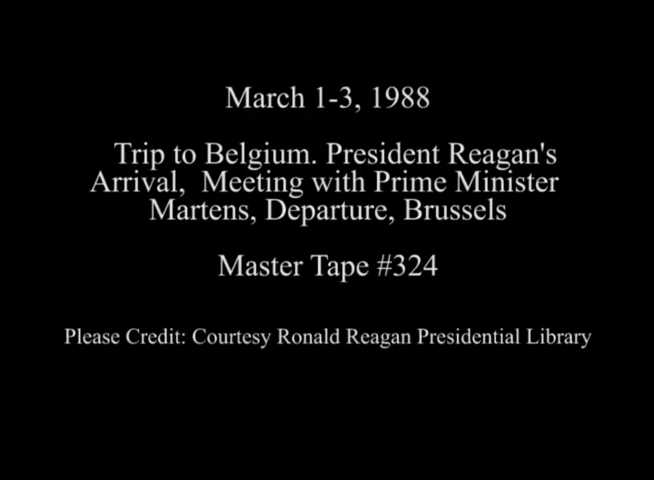 March 1-3, 1988
Trip to Belgium. President Reagan's
Arrival,  Meeting with Prime Minister
Martens, Departure, Brussels
Master Tape #324
Please Credit: Courtesy Ronald Reagan Presidential Library